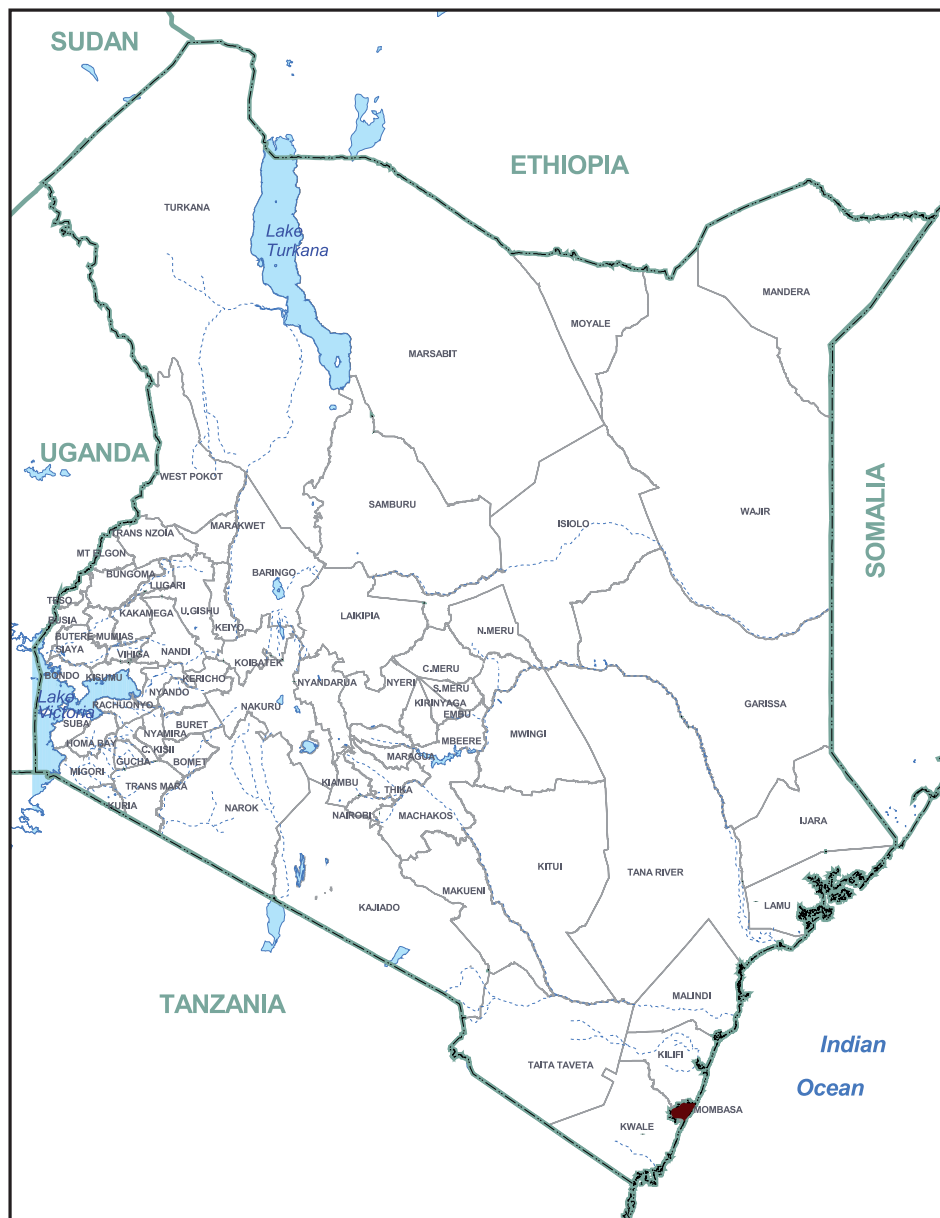 SUDAN
ETHIOPIA
TURKANA
Lake
Turkana
MANDERA
MOYALE
MARSABIT
UGANDA
WEST POKOT
SOMALIA
SAMBURU
WAJIR
ISIOLO
MARAKWET
TRANS NZOIA
MT ELGON
BUNGOMA
BARINGO
LUGARI
TESO
KAKAMEGA
U.GISHU
LAIKIPIA
BUSIA
KEIYO
N.MERU
BUTERE MUMIAS
SIAYA
VIHIGA
NANDI
KOIBATEK
C.MERU
BONDO
KISUMU
KERICHO
NYANDARUA
NYERI
S.MERU
NYANDO
Lake
Victoria
RACHUONYO
NAKURU
KIRINYAGA
EMBU
GARISSA
SUBA
BURET
NYAMIRA
MWINGI
HOMA BAY
C. KISII
MBEERE
GUCHA
BOMET
MARAGUA
MIGORI
TRANS MARA
KIAMBU
THIKA
KURIA
NAROK
NAIROBI
MACHAKOS
IJARA
KITUI
TANA RIVER
MAKUENI
KAJIADO
LAMU
TANZANIA
MALINDI
Indian
KILIFI
TAITA TAVETA
Ocean
MOMBASA
KWALE